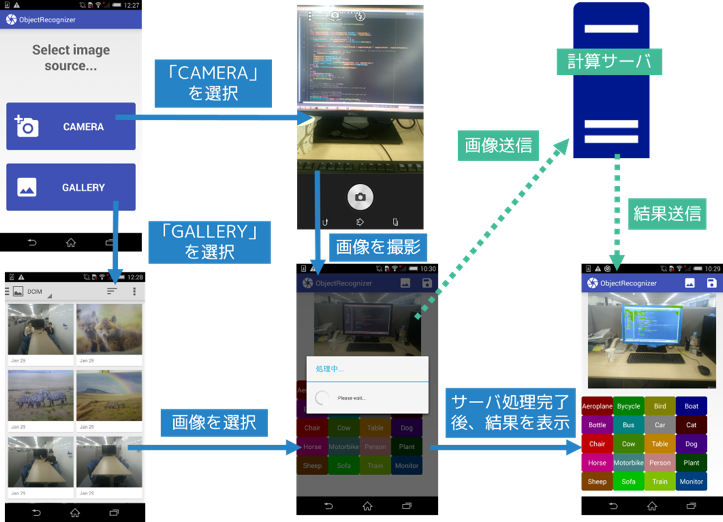 12:27
ObjectRecognizer
Select image
source...
CAMERA
GALLERY
「CAMERA」
を選択
「GALLERY」
を選択
画像を撮影
計算サーバ
画像送信
結果送信
12:28
DCIM
Jan 29
Jan 29
Jan 29
Jan 29
Jan 29
Jan 29
画像を選択
10:30
ObjectRecognizer
処理中...
Please wait...
Chair Cow Table Dog
Horse Motorbike Person Plant
Sheep Sofa Train Monitor
サーバ処理完了
後、結果を表示
10:29
ObjectRecognizer
Aeroplane Bycycle Bird Boat
Bottle Bus Car Cat
Chair Cow Table Dog
Horse Motorbike Person Plant
Sheep Sofa Train Monitor